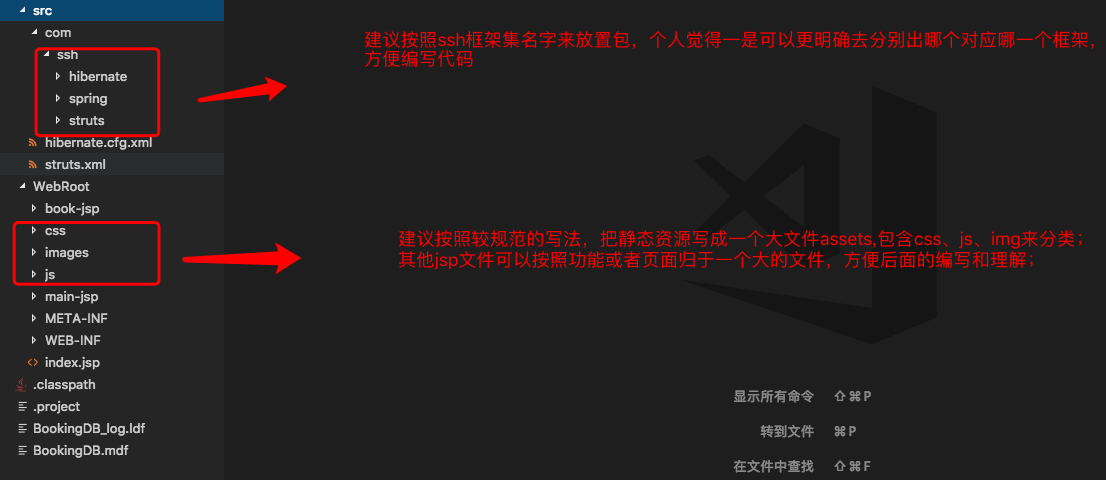 src
com
ssh
hibernate
spring
struts
hibernate.cfg.xml
struts.xml
WebRoot
book-jsp
css
images
js
main-jsp
META-INF
WEB-INF
index.jsp
.classpath
.project
BookingDB_log.ldf
BookingDB.mdf
建议按照ssh框架集名字来放置包，个人觉得一是可以更明确去分别出哪个对应哪一个框架，
方便编写代码
建议按照较规范的写法，把静态资源写成一个大文件assets,包含css、js、img来分类；
其他jsp文件可以按照功能或者页面归于一个大的文件，方便后面的编写和理解；
显示所有命令 ⇧⌘P
转到文件 ⌘P
在文件中查找 ⇧⌘F